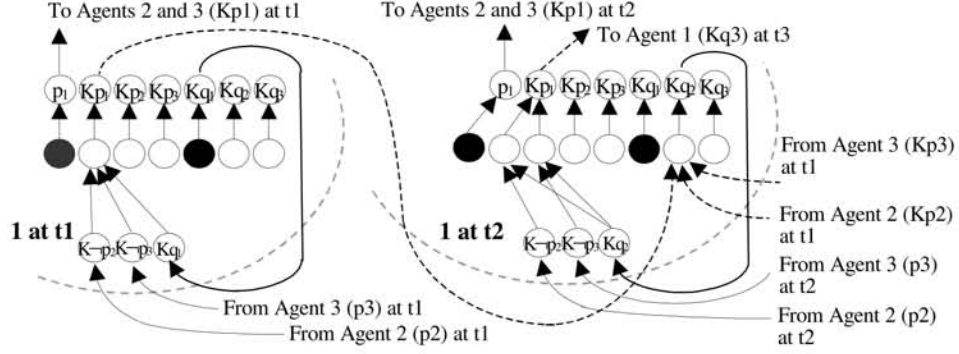 To Agents 2 and 3 (Kp1) at t1
To Agents 2 and 3 (Kp1) at t2
To Agent 1 (Kq3) at t3
p1 Kp1 Kp2 Kp3 Kq1 Kq2 Kq3
p1 Kp1 Kp2 Kp3 Kq1 Kq2 Kq3
From Agent 3 (Kp3)
at t1
1 at t1
K¬p2 K¬p3 Kq1
1 at t2
K¬p2 K¬p3 Kq2
From Agent 2 (Kp2)
at t1
From Agent 3 (p3)
at t2
From Agent 3 (p3) at t1
From Agent 2 (p2) at t1
From Agent 2 (p2)
at t2